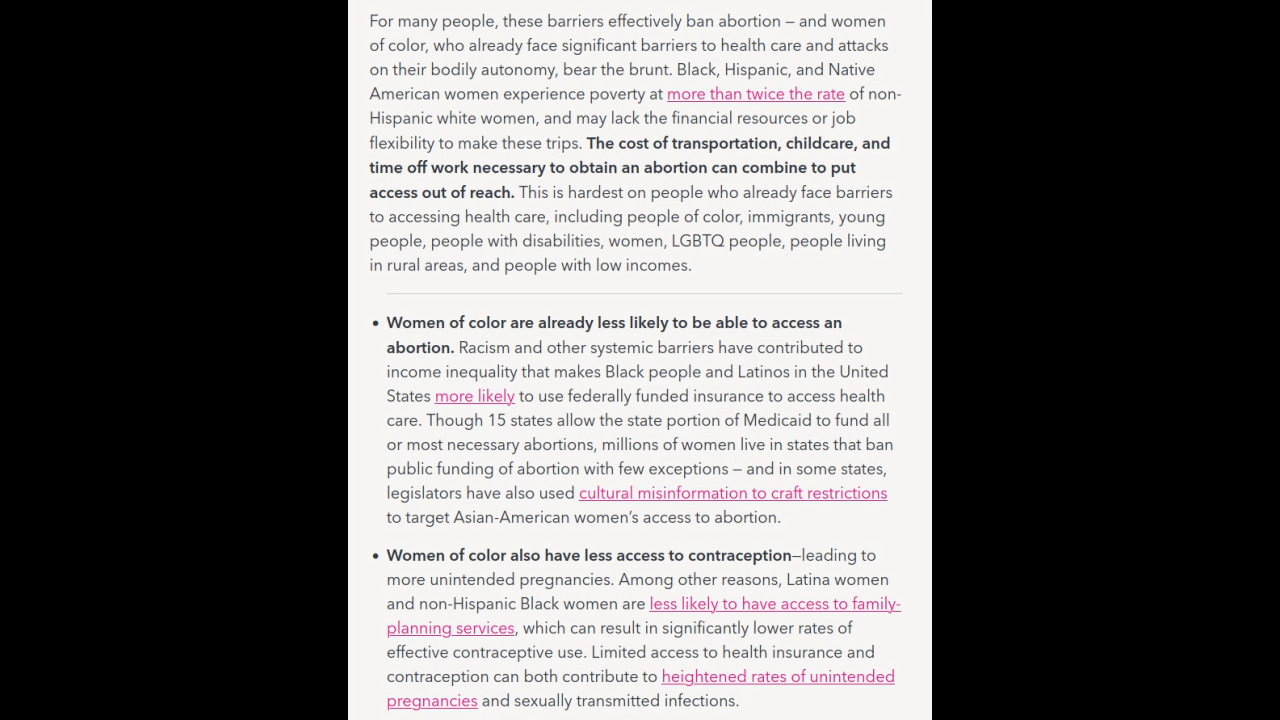 For many people, these barriers effectively ban abortion — and women
of color, who already face significant barriers to health care and attacks
on their bodily autonomy, bear the brunt. Black, Hispanic, and Native
American women experience poverty at more than twice the rate of non-
Hispanic white women, and may lack the financial resources or job
flexibility to make these trips. The cost of transportation, childcare, and
time off work necessary to obtain an abortion can combine to put
access out of reach. This is hardest on people who already face barriers
to accessing health care, including people of color, immigrants, young
people, people with disabilities, women, LGBTQ people, people living
in rural areas, and people with low incomes.
• Women of color are already less likely to be able to access an
abortion. Racism and other systemic barriers have contributed to
income inequality that makes Black people and Latinos in the United
States more likely to use federally funded insurance to access health
care. Though 15 states allow the state portion of Medicaid to fund all
or most necessary abortions, millions of women live in states that ban
public funding of abortion with few exceptions — and in some states,
legislators have also used cultural misinformation to craft restrictions
to target Asian-American women’s access to abortion.
• Women of color also have less access to contraception—leading to
more unintended pregnancies. Among other reasons, Latina women
and non-Hispanic Black women are less likely to have access to family-
planning services, which can result in significantly lower rates of
effective contraceptive use. Limited access to health insurance and
contraception can both contribute to heightened rates of unintended
pregnancies and sexually transmitted infections.